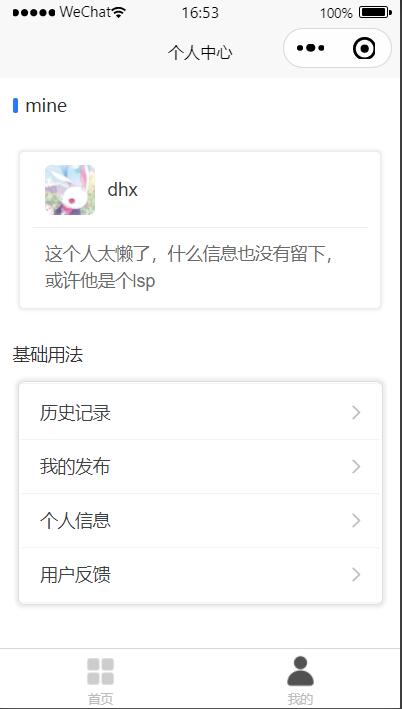 WeChat 16:53 100%
个人中心
mine
dhx
这个人太懒了，什么信息也没有留下，
或许他是个lsp
基础用法
历史记录
我的发布
个人信息
用户反馈
首页 我的